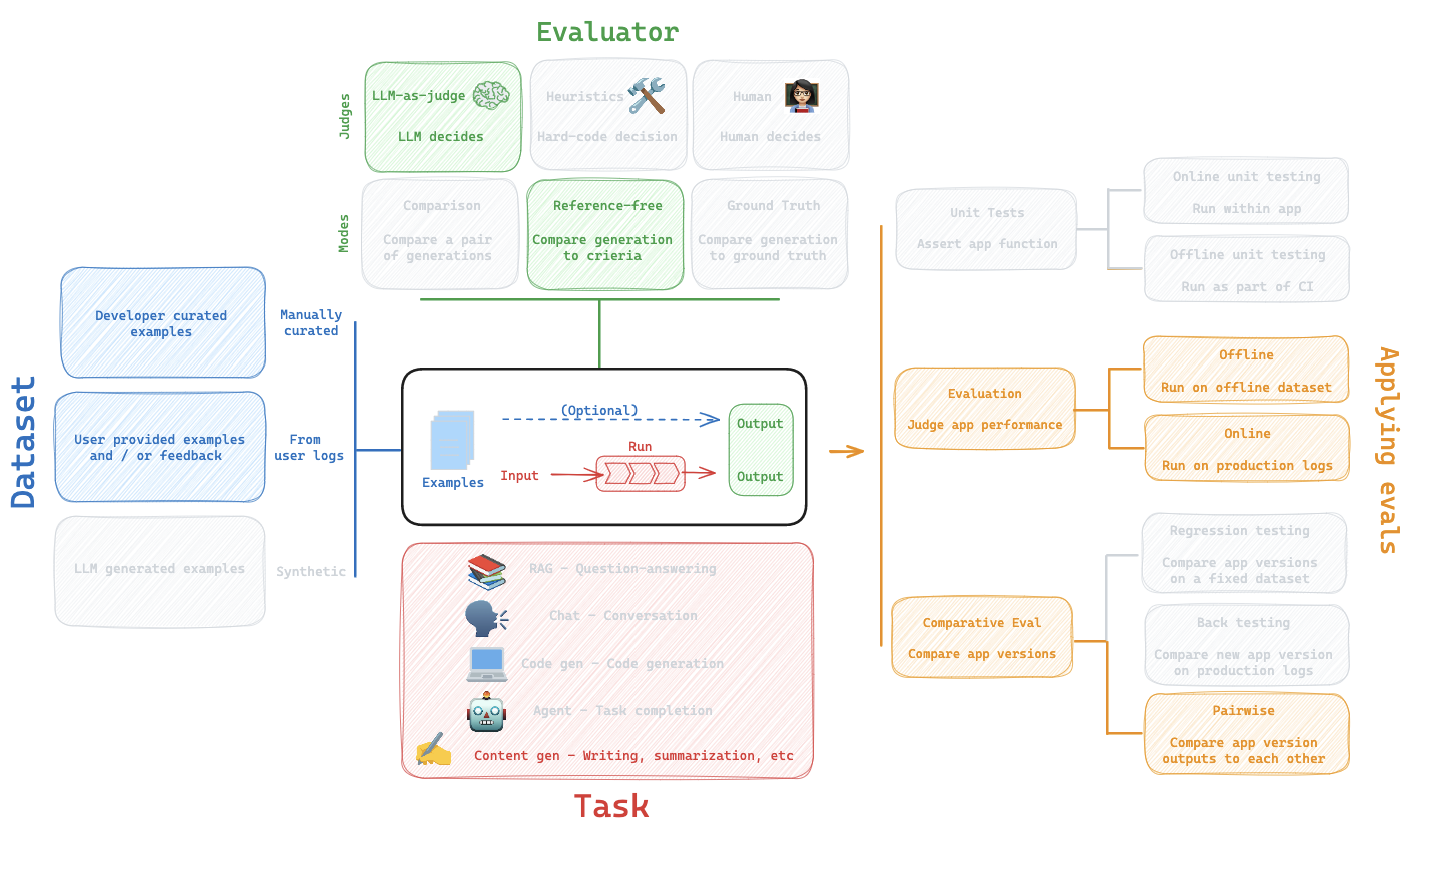 Evaluator
Judges
LLM-as-judge
LLM decides
Heuristics
Hard-code decision
Human
Human decides
Modes
Comparison
Compare a pair
of generations
Reference-free
Compare generation
to crieria
Ground Truth
Compare generation
to ground truth
Dataset
Developer curated
examples
Manually
curated
User provided examples
and / or feedback
From
user logs
LLM generated examples
Synthetic
Examples
(Optional)
Input
Run
Output
Output
RAG - Question-answering
Chat - Conversation
Code gen - Code generation
Agent - Task completion
Content gen - Writing, summarization, etc
Task
Applying evals
Unit Tests
Assert app function
Online unit testing
Run within app
Offline unit testing
Run as part of CI
Evaluation
Judge app performance
Offline
Run on offline dataset
Online
Run on production logs
Comparative Eval
Compare app versions
Regression testing
Compare app versions
on a fixed dataset
Back testing
Compare new app version
on production logs
Pairwise
Compare app version
outputs to each other